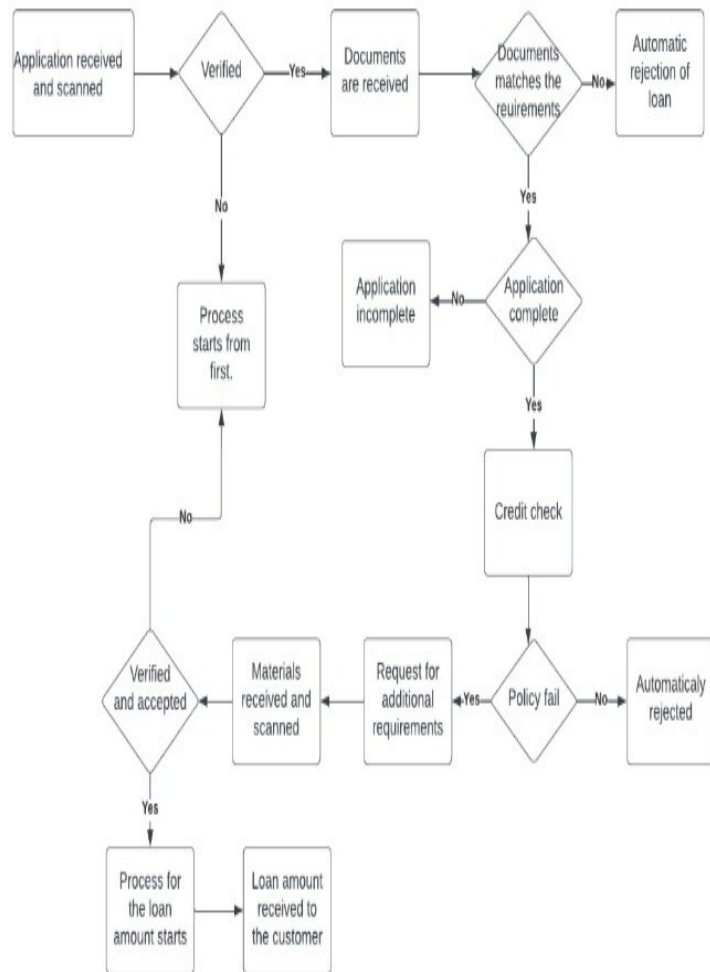 Application received
and scanned
Verified
Yes
Documents
are received
Documents
matches the
reuirements
No
Automatic
rejection of
loan
No
Yes
Process
starts from
first.
Application
incomplete
No
Application
complete
Yes
Credit check
No
Verified
and accepted
Materials
received and
scanned
Request for
additional
requirements
Yes
Policy fail
No
Automaticaly
rejected
Yes
Process for
the loan
amount starts
Loan amount
received to
the customer